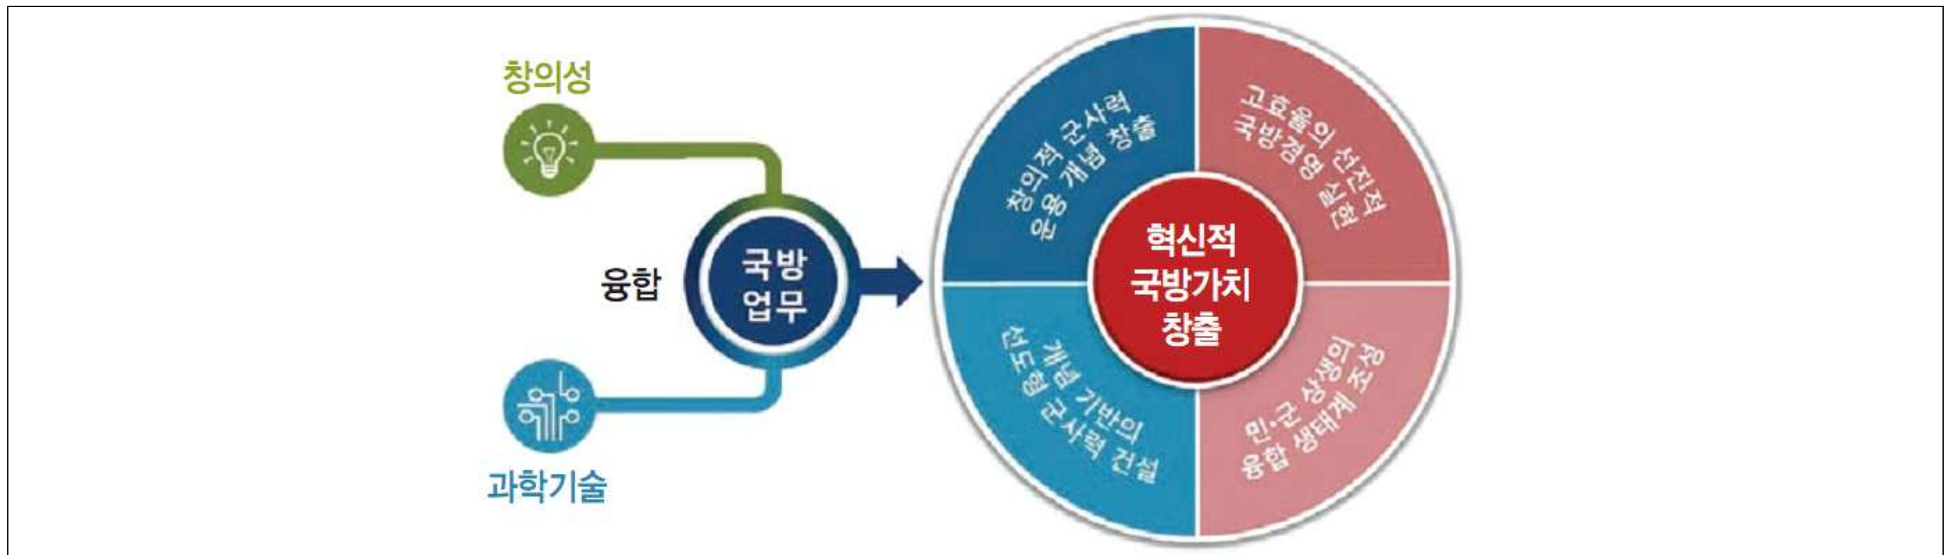 창의성
융합
국방
업무
과학기술
창의적 군사력
운용 개념 창출
고효율의 선진적
국방경영 실현
혁신적
국방가치
창출
개념 기반의
선도형 군사력 건설
민·군 상생의
융합 생태계 조성